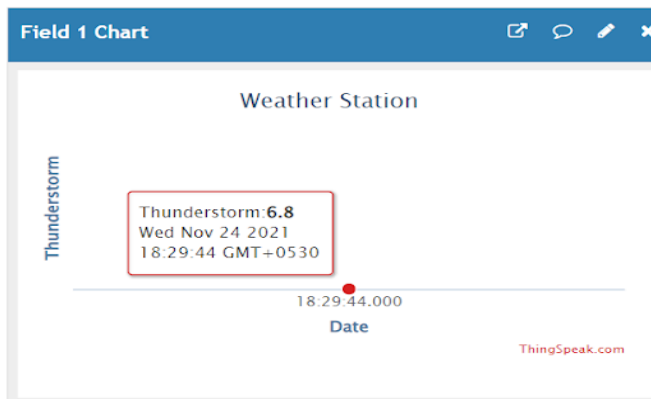 Field 1 Chart
Weather Station
Thunderstorm
Thunderstorm:6.8
Wed Nov 24 2021
18:29:44 GMT+0530
18:29:44.000
Date
ThingSpeak.com